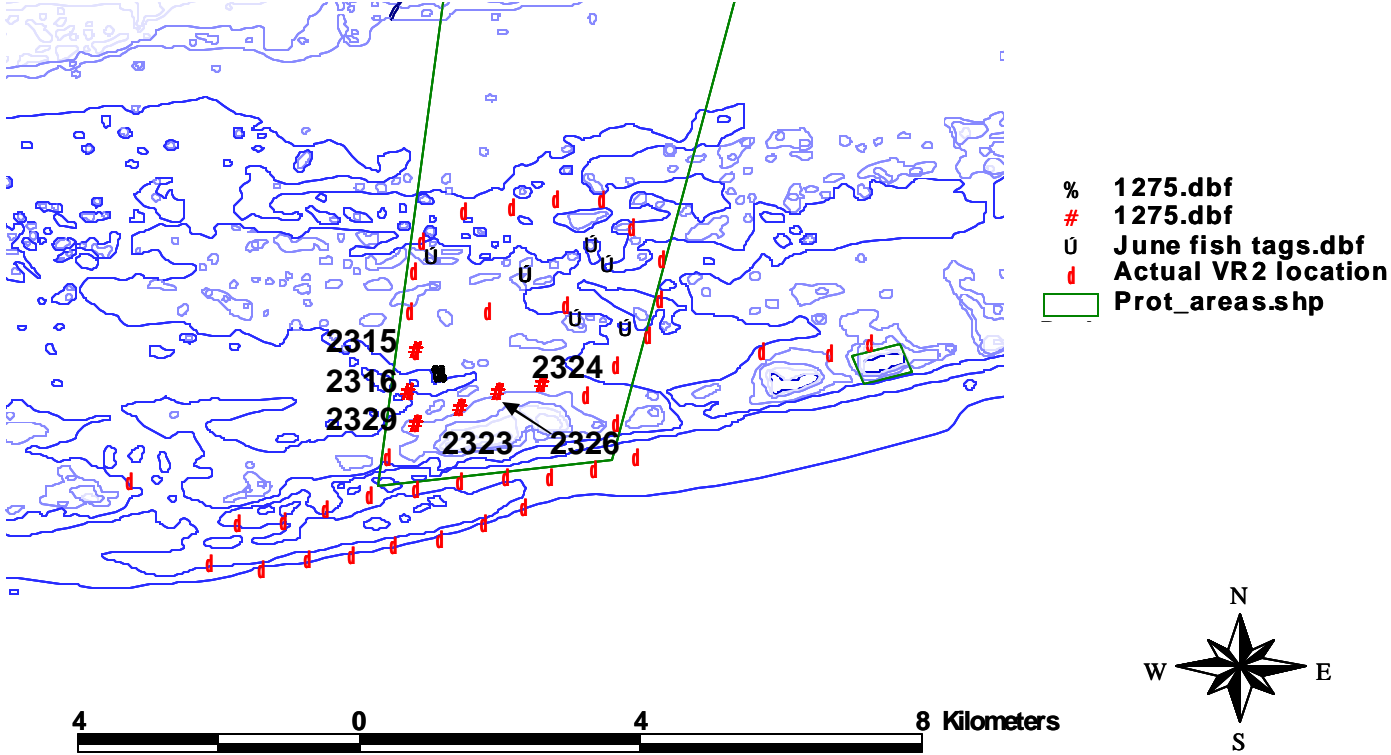 % 1275.dbf
# 1275.dbf
Ú June fish tags.dbf
d Actual VR2 location
Prot_areas.shp
2315
2316
2324
2329
2323
2326
N
W E
S
4 0 4 8 Kilometers